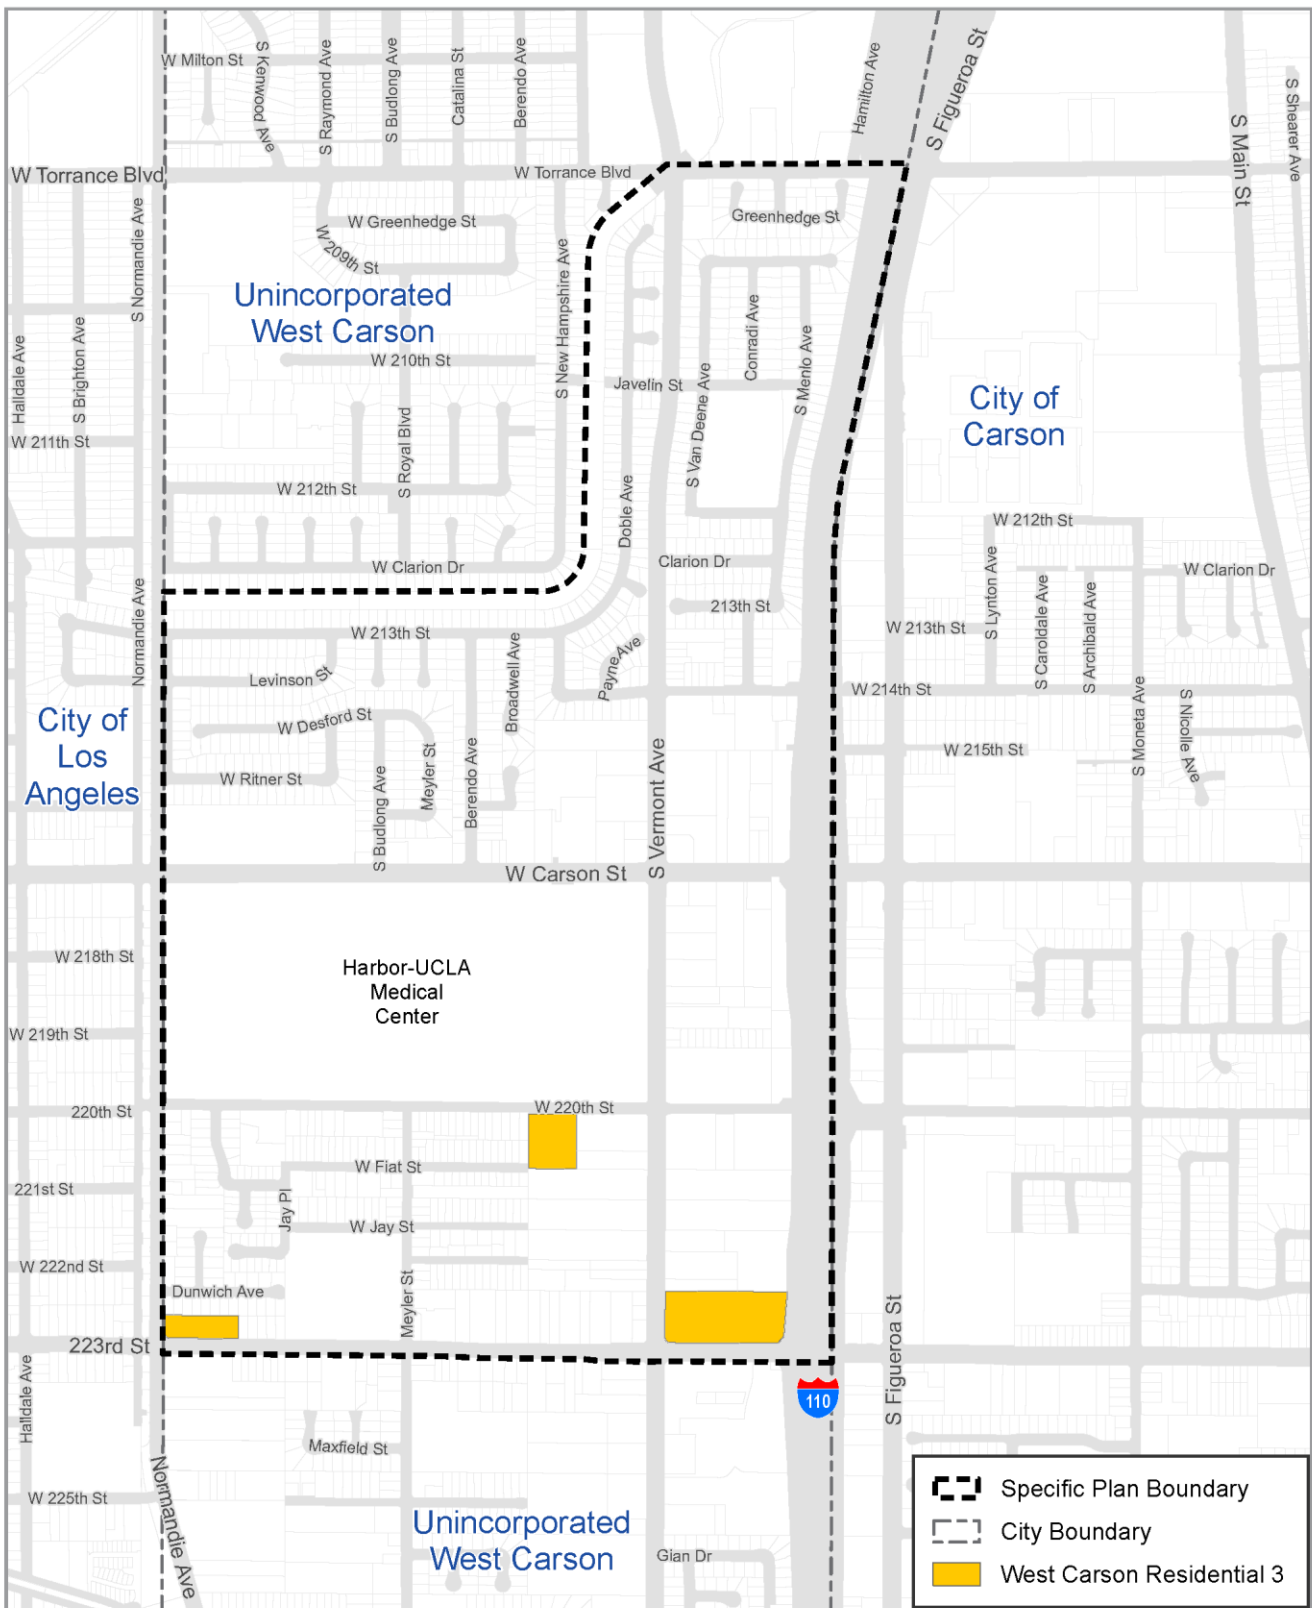 W Milton St
S Kenwood Ave
S Raymond Ave
S Budlong Ave
Catalina St
Berendo Ave
Hamilton Ave
S Figueroa St
S Main St
S Shearer Ave
W Torrance Blvd
W Torrance Blvd
W Greenhedge St
Greenhedge St
W 209th St
S Normandie Ave
Unincorporated
West Carson
S New Hampshire Ave
W 210th St
Javelin St
Conradi Ave
S Menlo Ave
S Van Deene Ave
Halldale Ave
S Brighton Ave
City of
Carson
W 211th St
S Royal Blvd
W 212th St
Doble Ave
W 212th St
W Clarion Dr
Clarion Dr
W Clarion Dr
S Lynton Ave
S Caroldale Ave
S Archibald Ave
Normandie Ave
213th St
W 213th St
W 213th St
Payne Ave
Broadwell Ave
Levinson St
W 214th St
S Moneta Ave
S Nicolle Ave
City of
Los
Angeles
W Desford St
W 215th St
W Ritner St
S Budlong Ave
Meyler St
Berendo Ave
S Vermont Ave
W Carson St
W 218th St
Harbor-UCLA
Medical
Center
W 219th St
220th St
W 220th St
W Fiat St
221st St
Jay Pl
W Jay St
W 222nd St
Dunwich Ave
Meyler St
223rd St
S Figueroa St
Halldale Ave
110
Maxfield St
Normandie Ave
W 225th St
Unincorporated
West Carson
Gian Dr
Specific Plan Boundary
City Boundary
West Carson Residential 3